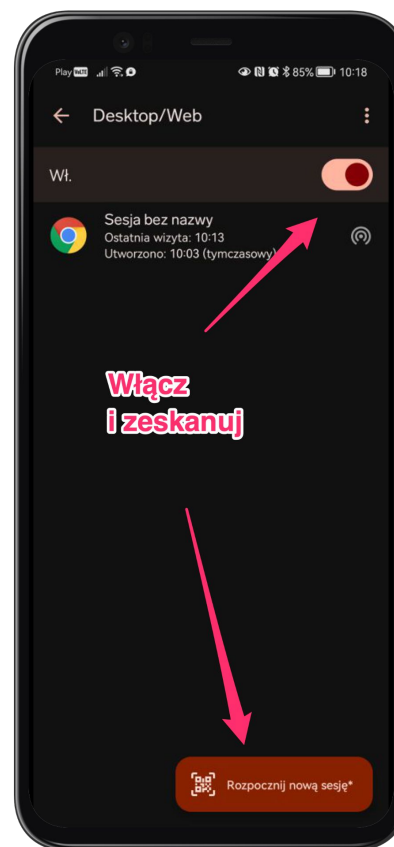 Play VoLTE 85% 10:18
Desktop/Web
Wł.
Sesja bez nazwy
Ostatnia wizyta: 10:13
Utworzono: 10:03 (tymczasowy)
Włącz
i zeskanuj
Rozpocznij nową sesję*